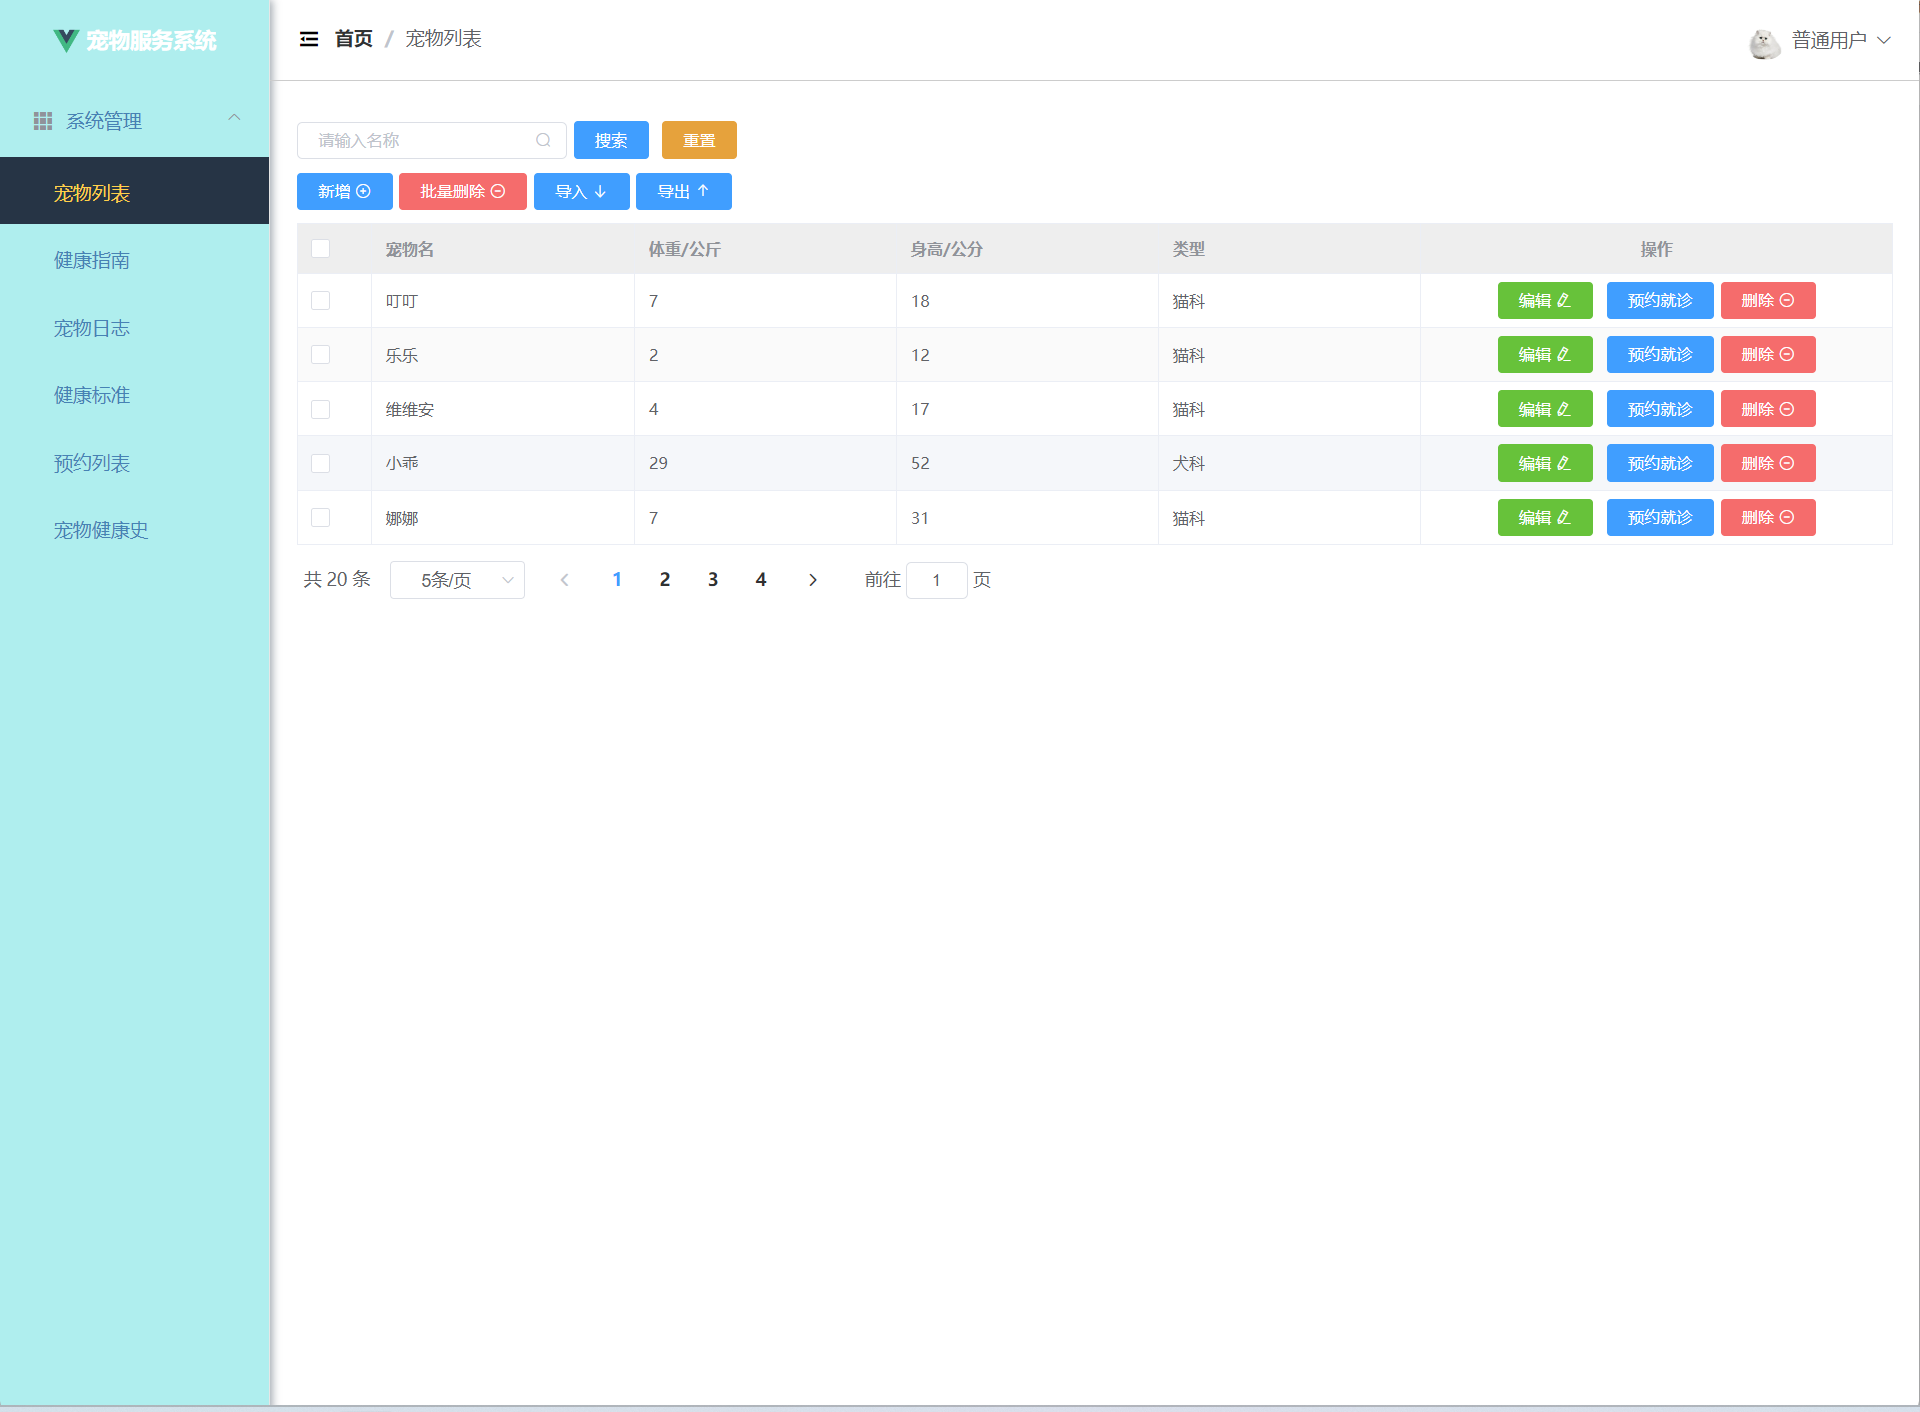 宠物服务系统
首页 / 宠物列表
普通用户
系统管理
宠物列表
健康指南
宠物日志
健康标准
预约列表
宠物健康史
请输入名称 搜索 重置
新增 批量删除 导入 导出
宠物名 体重/公斤 身高/公分 类型 操作
叮叮 7 18 猫科 编辑 预约就诊 删除
乐乐 2 12 猫科 编辑 预约就诊 删除
维维安 4 17 猫科 编辑 预约就诊 删除
小乖 29 52 犬科 编辑 预约就诊 删除
娜娜 7 31 猫科 编辑 预约就诊 删除
共 20 条 5条/页 1 2 3 4 前往 1 页